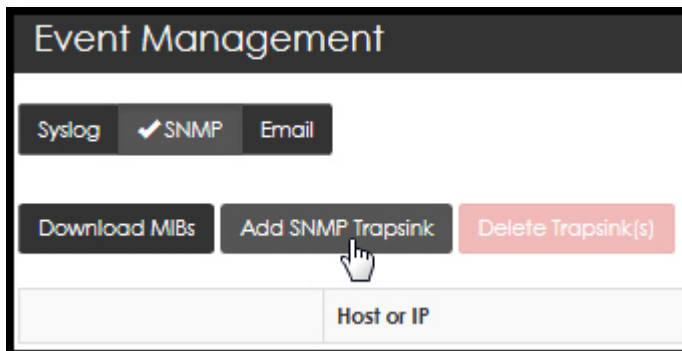 Event Management
Syslog ✔SNMP Email
Download MIBs Add SNMP Trapsink Delete Trapsink(s)
Host or IP